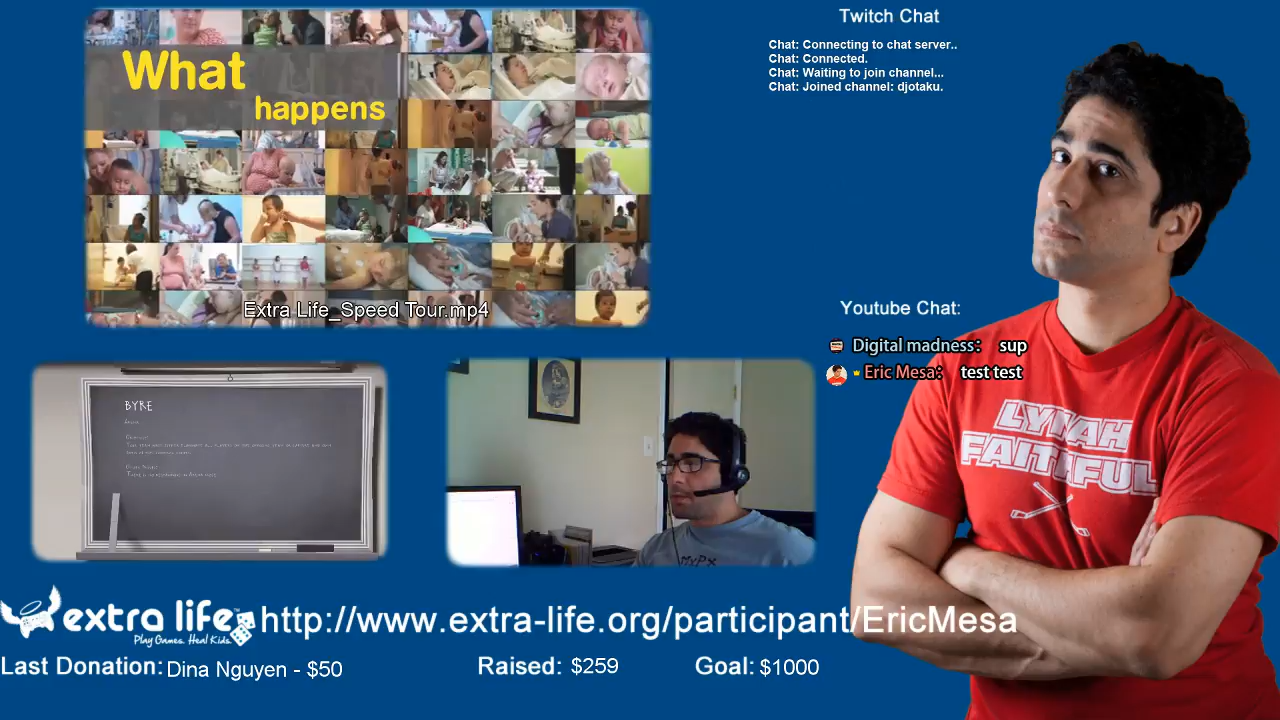 What
happens
Extra Life_Speed Tour.mp4
Twitch Chat
Chat: Connecting to chat server..
Chat: Connected.
Chat: Waiting to join channel...
Chat: Joined channel: djotaku.
Youtube Chat:
Digital madness: sup
Eric Mesa: test test
LYNAH
FAITHFUL
BYRE
MXPX
extra life
Play Games. Heal Kids.
http://www.extra-life.org/participant/EricMesa
Last Donation: Dina Nguyen - $50
Raised: $259
Goal: $1000